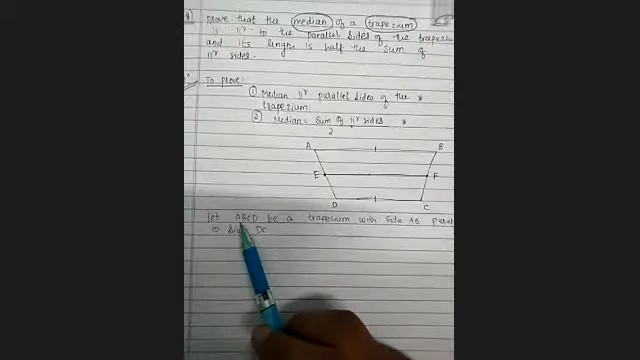 Prove that the median of a trapezium
is ||r to the parallel sides of the trapezium
and its length is half the sum of
||r sides.
To prove:
① Median ||r parallel sides of the *
trapezium.
② Median = Sum of ||r sides *
2
A B
E F
D C
let ABCD be a trapezium with side AB
to DC